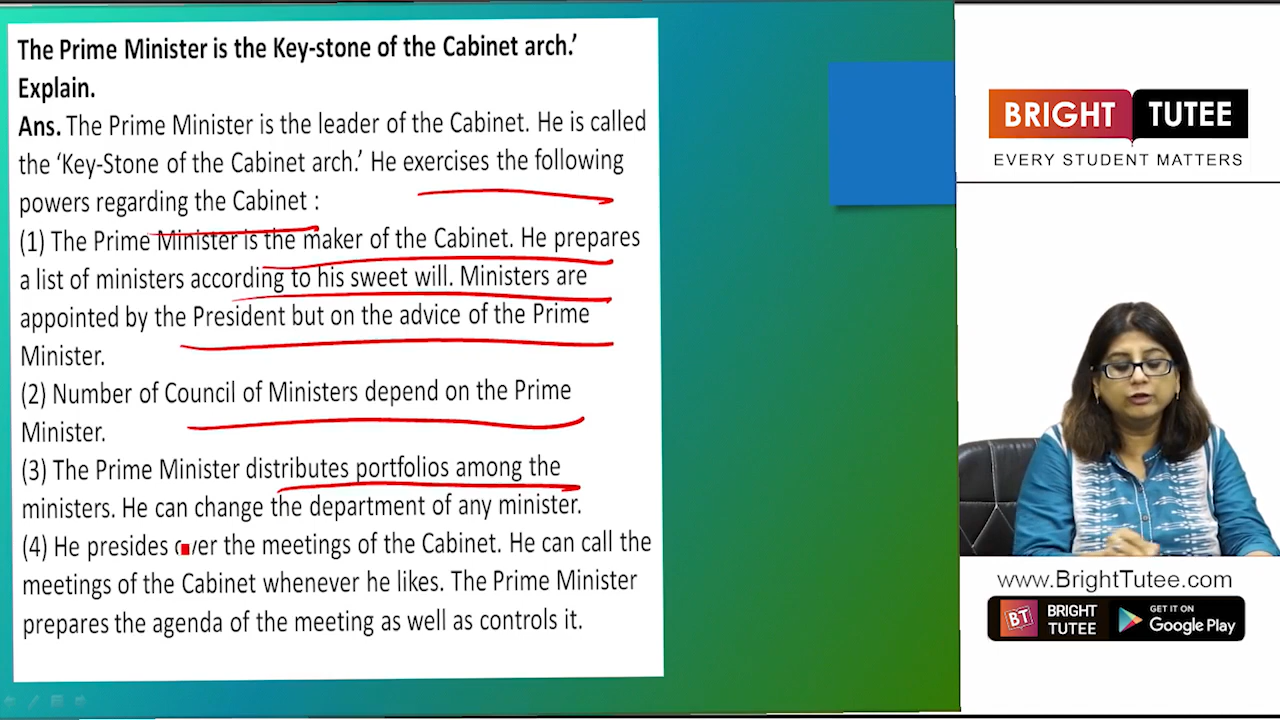 The Prime Minister is the Key-stone of the Cabinet arch.’
Explain.
Ans. The Prime Minister is the leader of the Cabinet. He is called
the ‘Key-Stone of the Cabinet arch.’ He exercises the following
powers regarding the Cabinet :
(1) The Prime Minister is the maker of the Cabinet. He prepares
a list of ministers according to his sweet will. Ministers are
appointed by the President but on the advice of the Prime
Minister.
(2) Number of Council of Ministers depend on the Prime
Minister.
(3) The Prime Minister distributes portfolios among the
ministers. He can change the department of any minister.
(4) He presides over the meetings of the Cabinet. He can call the
meetings of the Cabinet whenever he likes. The Prime Minister
prepares the agenda of the meeting as well as controls it.
BRIGHT TUTEE
EVERY STUDENT MATTERS
www.BrightTutee.com
BT
BRIGHT
TUTEE
GET IT ON
Google Play